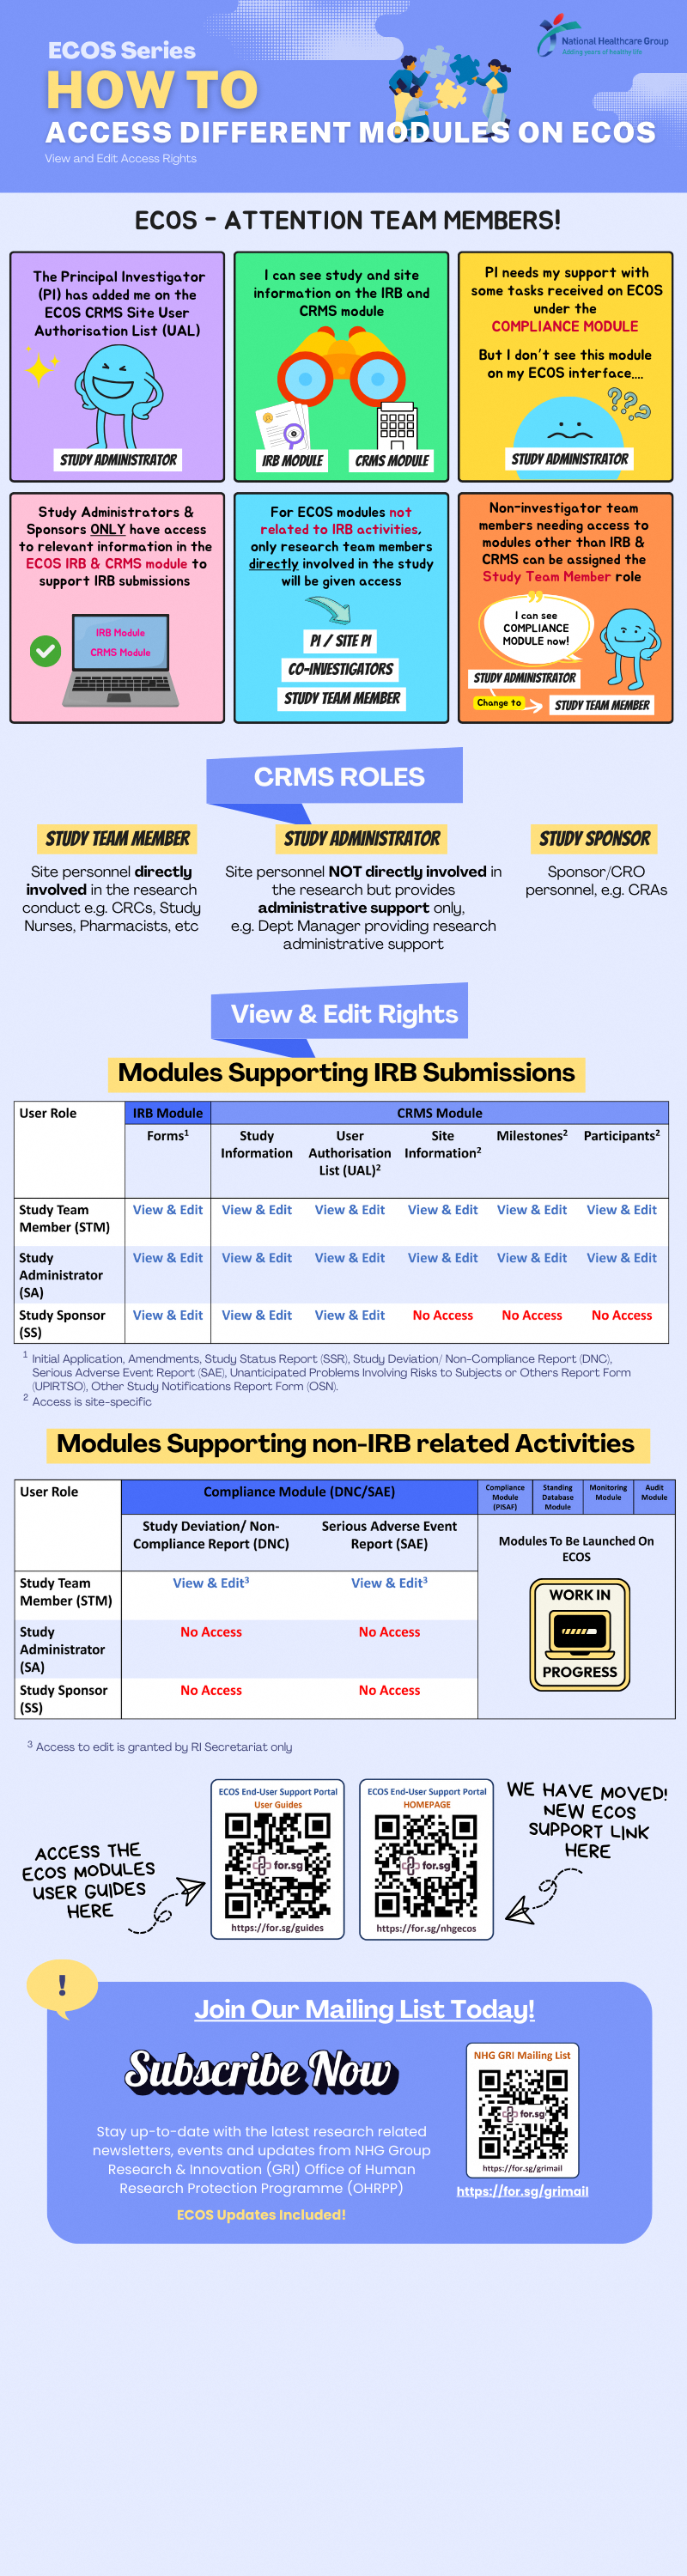 ECOS Series
National Healthcare Group
Adding years of healthy life
HOW TO
ACCESS DIFFERENT MODULES ON ECOS
View and Edit Access Rights
ECOS - ATTENTION TEAM MEMBERS!
The Principal Investigator
(PI) has added me on the
ECOS CRMS Site User
Authorisation List (UAL)
STUDY ADMINISTRATOR
I can see study and site
information on the IRB and
CRMS module
IRB MODULE
CRMS MODULE
PI needs my support with
some tasks received on ECOS
under the
COMPLIANCE MODULE
But I don't see this module
on my ECOS interface....
???
STUDY ADMINISTRATOR
Study Administrators &
Sponsors ONLY have access
to relevant information in the
ECOS IRB & CRMS module to
support IRB submissions
IRB Module
CRMS Module
For ECOS modules not
related to IRB activities,
only research team members
directly involved in the study
will be given access
PI / SITE PI
CO-INVESTIGATORS
STUDY TEAM MEMBER
Non-investigator team
members needing access to
modules other than IRB &
CRMS can be assigned the
Study Team Member role
I can see
COMPLIANCE
MODULE now!
STUDY ADMINISTRATOR
Change to
STUDY TEAM MEMBER
CRMS ROLES
STUDY TEAM MEMBER
Site personnel directly
involved in the research
conduct e.g. CRCs, Study
Nurses, Pharmacists, etc
STUDY ADMINISTRATOR
Site personnel NOT directly involved in
the research but provides
administrative support only,
e.g. Dept Manager providing research
administrative support
STUDY SPONSOR
Sponsor/CRO
personnel, e.g. CRAs
View & Edit Rights
Modules Supporting IRB Submissions
User Role
IRB Module
CRMS Module
Forms1
Study
Information
User
Authorisation
List (UAL)2
Site
Information2
Milestones2
Participants2
Study Team
Member (STM)
View & Edit View & Edit View & Edit View & Edit View & Edit View & Edit
Study
Administrator
(SA)
View & Edit View & Edit View & Edit View & Edit View & Edit View & Edit
Study Sponsor
(SS)
View & Edit View & Edit View & Edit No Access No Access No Access
1 Initial Application, Amendments, Study Status Report (SSR), Study Deviation/ Non-Compliance Report (DNC),
Serious Adverse Event Report (SAE), Unanticipated Problems Involving Risks to Subjects or Others Report Form
(UPIRTSO), Other Study Notifications Report Form (OSN).
2 Access is site-specific
Modules Supporting non-IRB related Activities
User Role
Compliance Module (DNC/SAE)
Compliance
Module
(PISAF)
Standing
Database
Module
Monitoring
Module
Audit
Module
Study Deviation/ Non-
Compliance Report (DNC)
Serious Adverse Event
Report (SAE)
Modules To Be Launched On
ECOS
WORK IN
PROGRESS
Study Team
Member (STM)
View & Edit3 View & Edit3
Study
Administrator
(SA)
No Access No Access
Study Sponsor
(SS)
No Access No Access
3 Access to edit is granted by RI Secretariat only
ACCESS THE
ECOS MODULES
USER GUIDES
HERE
ECOS End-User Support Portal
User Guides
for.sg
https://for.sg/guides
ECOS End-User Support Portal
HOMEPAGE
for.sg
https://for.sg/nhgecos
WE HAVE MOVED!
NEW ECOS
SUPPORT LINK
HERE
!
Join Our Mailing List Today!
Subscribe Now
Stay up-to-date with the latest research related
newsletters, events and updates from NHG Group
Research & Innovation (GRI) Office of Human
Research Protection Programme (OHRPP)
ECOS Updates Included!
NHG GRI Mailing List
for.sg
https://for.sg/grimail
https://for.sg/grimail